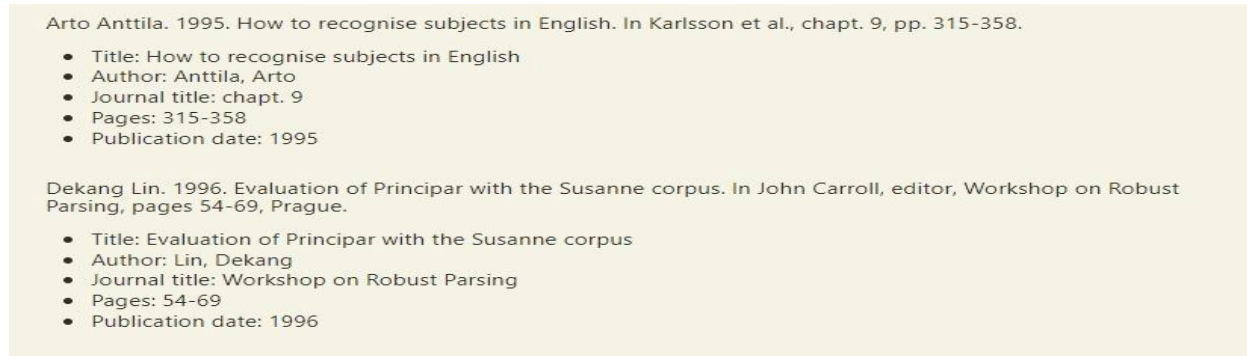 Arto Anttila. 1995. How to recognise subjects in English. In Karlsson et al., chapt. 9, pp. 315-358.
• Title: How to recognise subjects in English
• Author: Anttila, Arto
• Journal title: chapt. 9
• Pages: 315-358
• Publication date: 1995
Dekang Lin. 1996. Evaluation of Principar with the Susanne corpus. In John Carroll, editor, Workshop on Robust
Parsing, pages 54-69, Prague.
• Title: Evaluation of Principar with the Susanne corpus
• Author: Lin, Dekang
• Journal title: Workshop on Robust Parsing
• Pages: 54-69
• Publication date: 1996